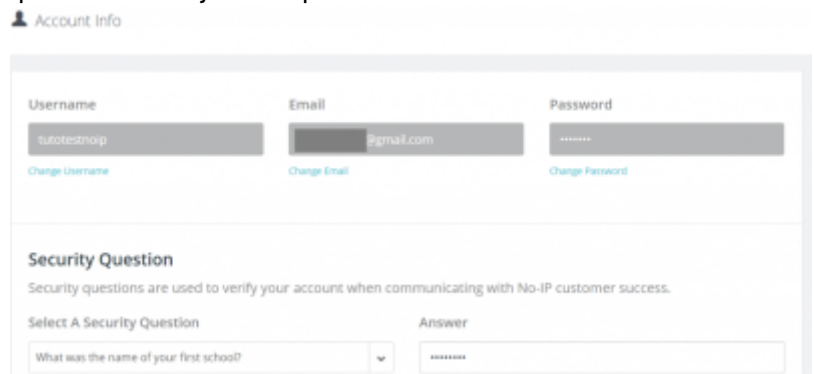 Account Info
Username Email Password
tutotestnoip @gmail.com •••••••
Change Username Change Email Change Password
Security Question
Security questions are used to verify your account when communicating with No-IP customer success.
Select A Security Question Answer
What was the name of your first school? •••••••••